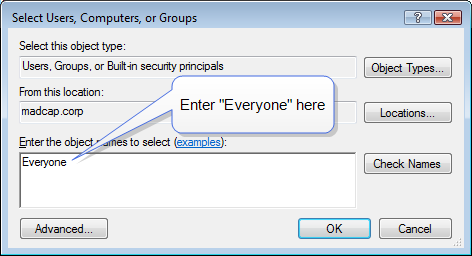 Select Users, Computers, or Groups
Select this object type:
Users, Groups, or Built-in security principals
Object Types...
From this location:
madcap.corp
Locations...
Enter "Everyone" here
Enter the object names to select (examples):
Everyone
Check Names
Advanced...
OK
Cancel